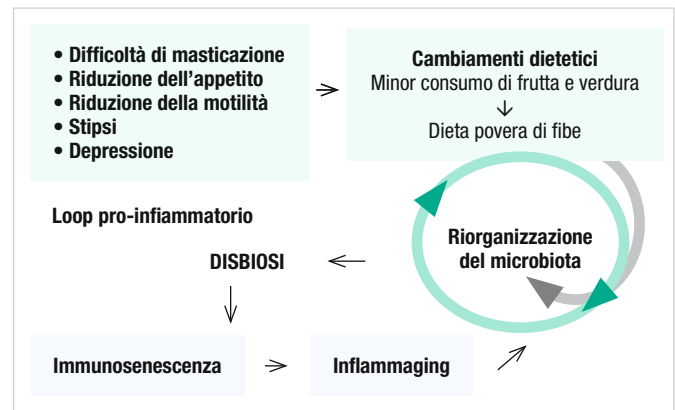 • Difficoltà di masticazione
• Riduzione dell'appetito
• Riduzione della motilità
• Stipsi
• Depressione
Cambiamenti dietetici
Minor consumo di frutta e verdura
Dieta povera di fibe
Loop pro-infiammatorio
Riorganizzazione
del microbiota
DISBIOSI
Immunosenescenza
Inflammaging